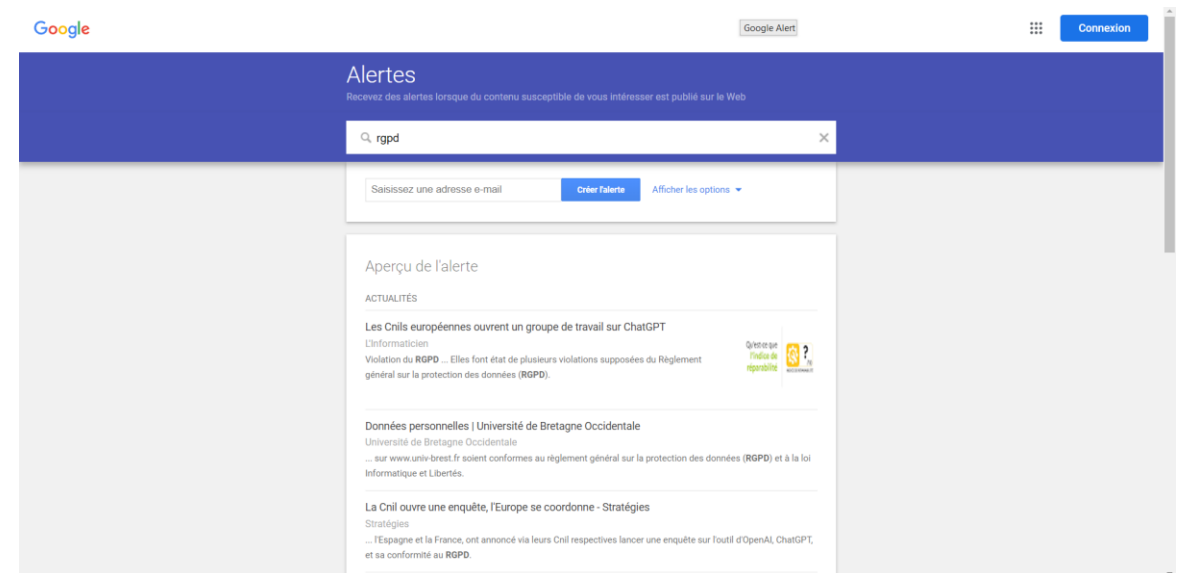 Google
Google Alert
Connexion
Alertes
Recevez des alertes lorsque du contenu susceptible de vous intéresser est publié sur le Web
rgpd
Saisissez une adresse e-mail
Créer l'alerte
Afficher les options
Aperçu de l'alerte
ACTUALITÉS
Les Cnils européennes ouvrent un groupe de travail sur ChatGPT
L'Informaticien
Violation du RGPD ... Elles font état de plusieurs violations supposées du Règlement
général sur la protection des données (RGPD).
Qu'est-ce que
l'indice de
réparabilité
?
Données personnelles | Université de Bretagne Occidentale
Université de Bretagne Occidentale
... sur www.univ-brest.fr soient conformes au règlement général sur la protection des données (RGPD) et à la loi
Informatique et Libertés.
La Cnil ouvre une enquête, l'Europe se coordonne - Stratégies
Stratégies
... l'Espagne et la France, ont annoncé via leurs Cnil respectives lancer une enquête sur l'outil d'OpenAI, ChatGPT,
et sa conformité au RGPD.